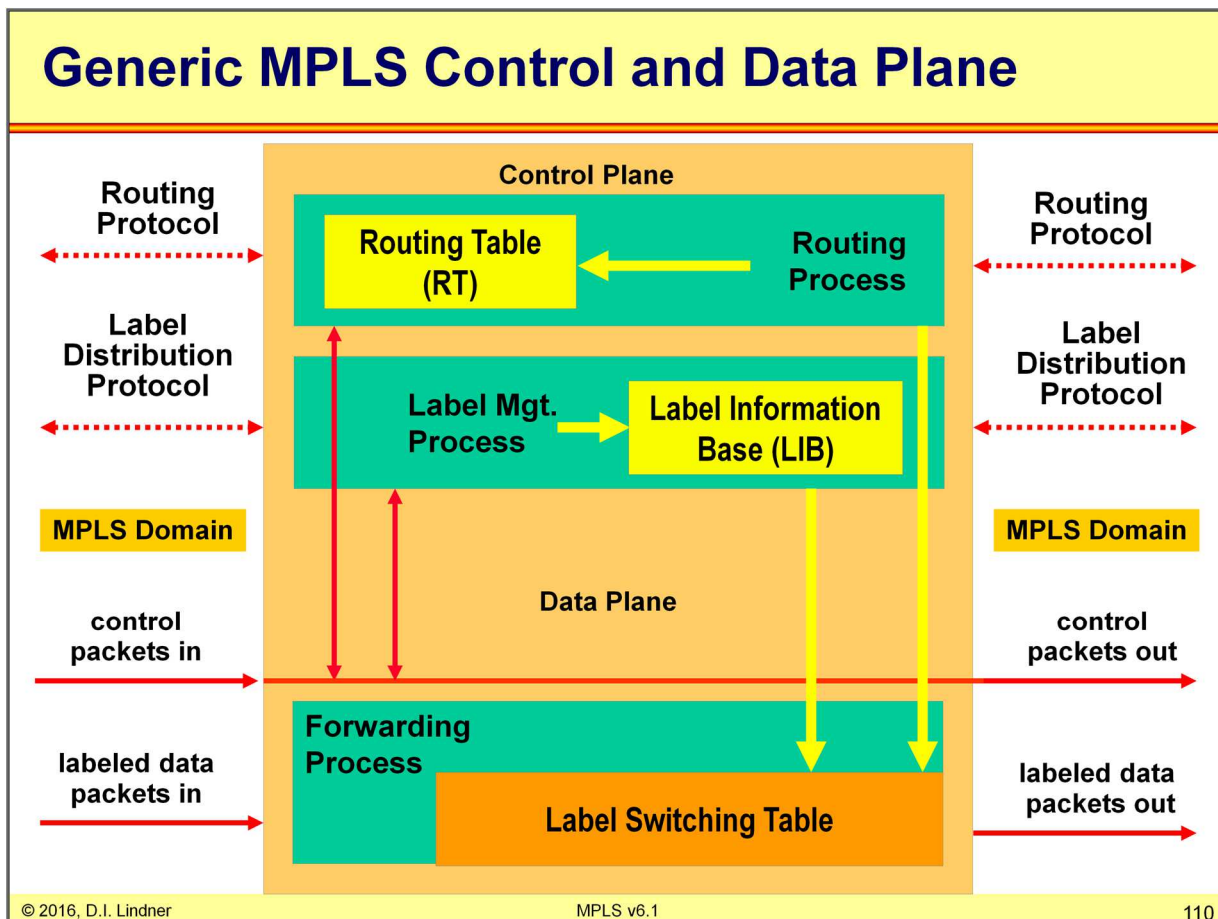 Generic MPLS Control and Data Plane
Control Plane
Routing
Protocol
Routing Table
(RT)
Routing
Process
Routing
Protocol
Label
Distribution
Protocol
Label Mgt.
Process
Label Information
Base (LIB)
Label
Distribution
Protocol
MPLS Domain
MPLS Domain
Data Plane
control
packets in
control
packets out
Forwarding
Process
labeled data
packets in
Label Switching Table
labeled data
packets out
© 2016, D.I. Lindner
MPLS v6.1
110